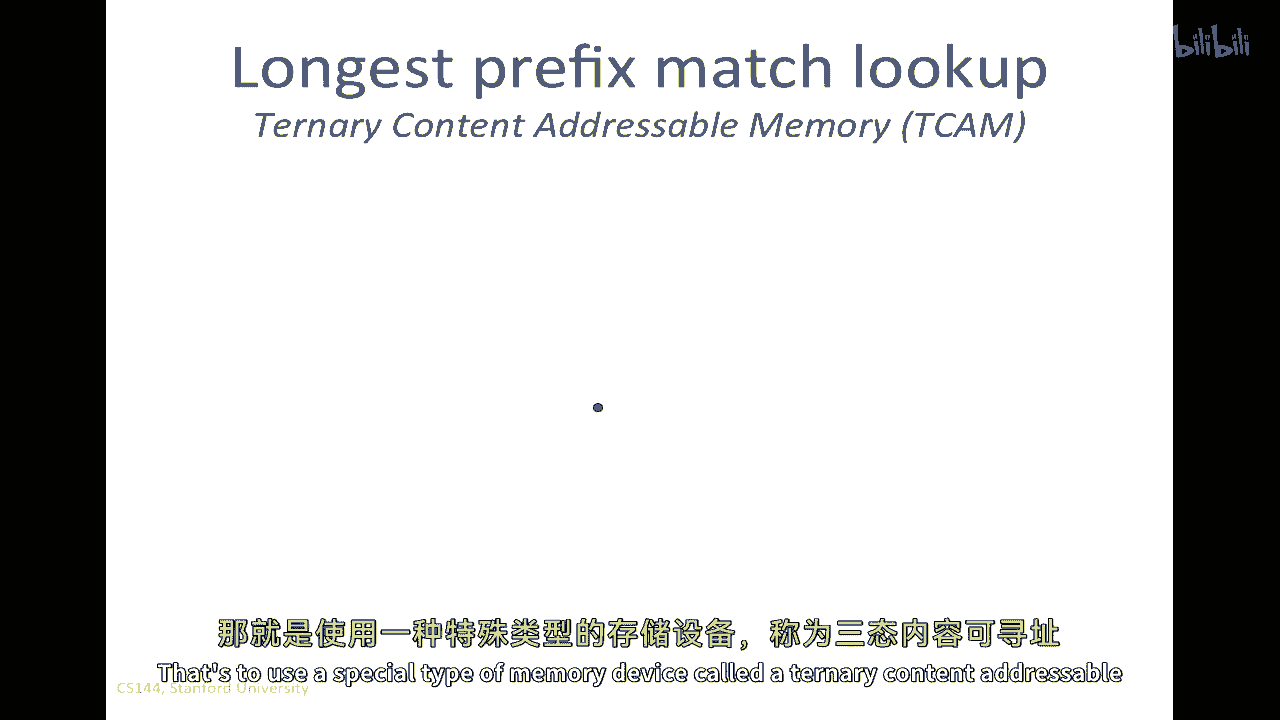 bilibili
Longest prefix match lookup
Ternary Content Addressable Memory (TCAM)
那就是使用一种特殊类型的存储设备，称为三态内容可寻址
That's to use a special type of memory device called a ternary content addressable
CS144, Stanford University